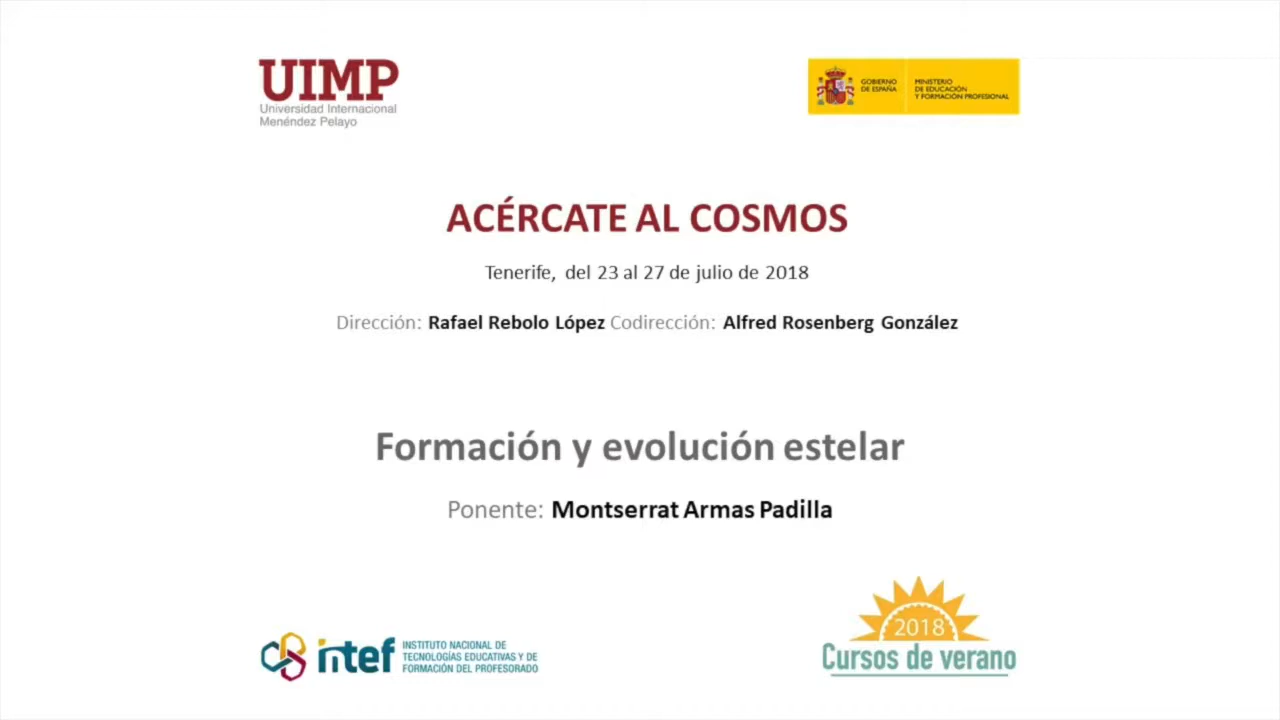 UIMP
Universidad Internacional
Menéndez Pelayo
GOBIERNO
DE ESPAÑA
MINISTERIO
DE EDUCACIÓN
Y FORMACIÓN PROFESIONAL
ACÉRCATE AL COSMOS
Tenerife, del 23 al 27 de julio de 2018
Dirección: Rafael Rebolo López Codirección: Alfred Rosenberg González
Formación y evolución estelar
Ponente: Montserrat Armas Padilla
intef
INSTITUTO NACIONAL DE
TECNOLOGÍAS EDUCATIVAS Y DE
FORMACIÓN DEL PROFESORADO
2018
Cursos de verano